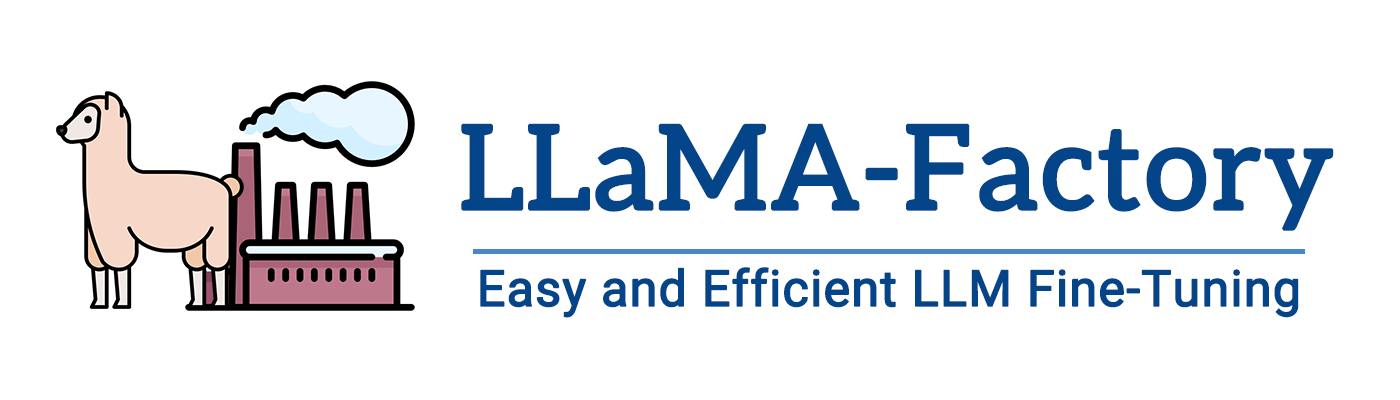 LLaMA-Factory
Easy and Efficient LLM Fine-Tuning